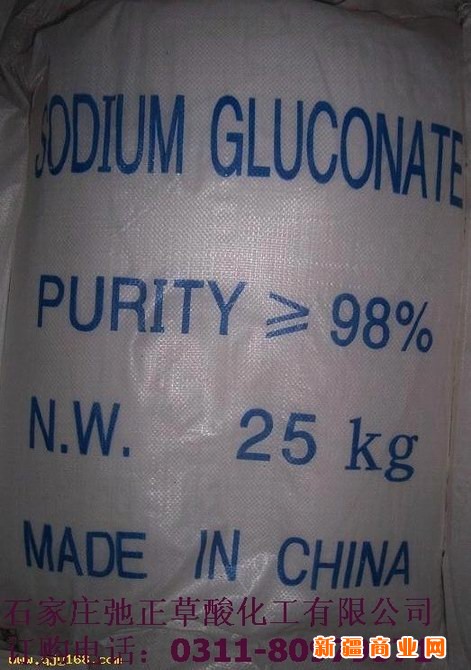 SODIUM GLUCONATE
PURITY ≥ 98%
N.W. 25 kg
MADE IN CHINA
石家庄弛正草酸化工有限公司
订购电话：0311-80
新疆商业网